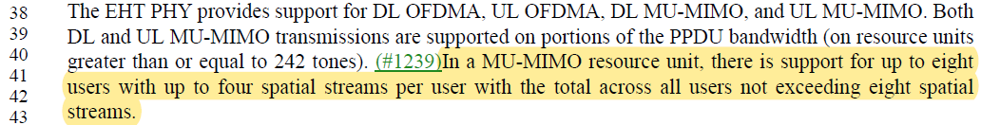 38 The EHT PHY provides support for DL OFDMA, UL OFDMA, DL MU-MIMO, and UL MU-MIMO. Both
39 DL and UL MU-MIMO transmissions are supported on portions of the PPDU bandwidth (on resource units
40 greater than or equal to 242 tones). (#1239)In a MU-MIMO resource unit, there is support for up to eight
41 users with up to four spatial streams per user with the total across all users not exceeding eight spatial
42 streams.
43